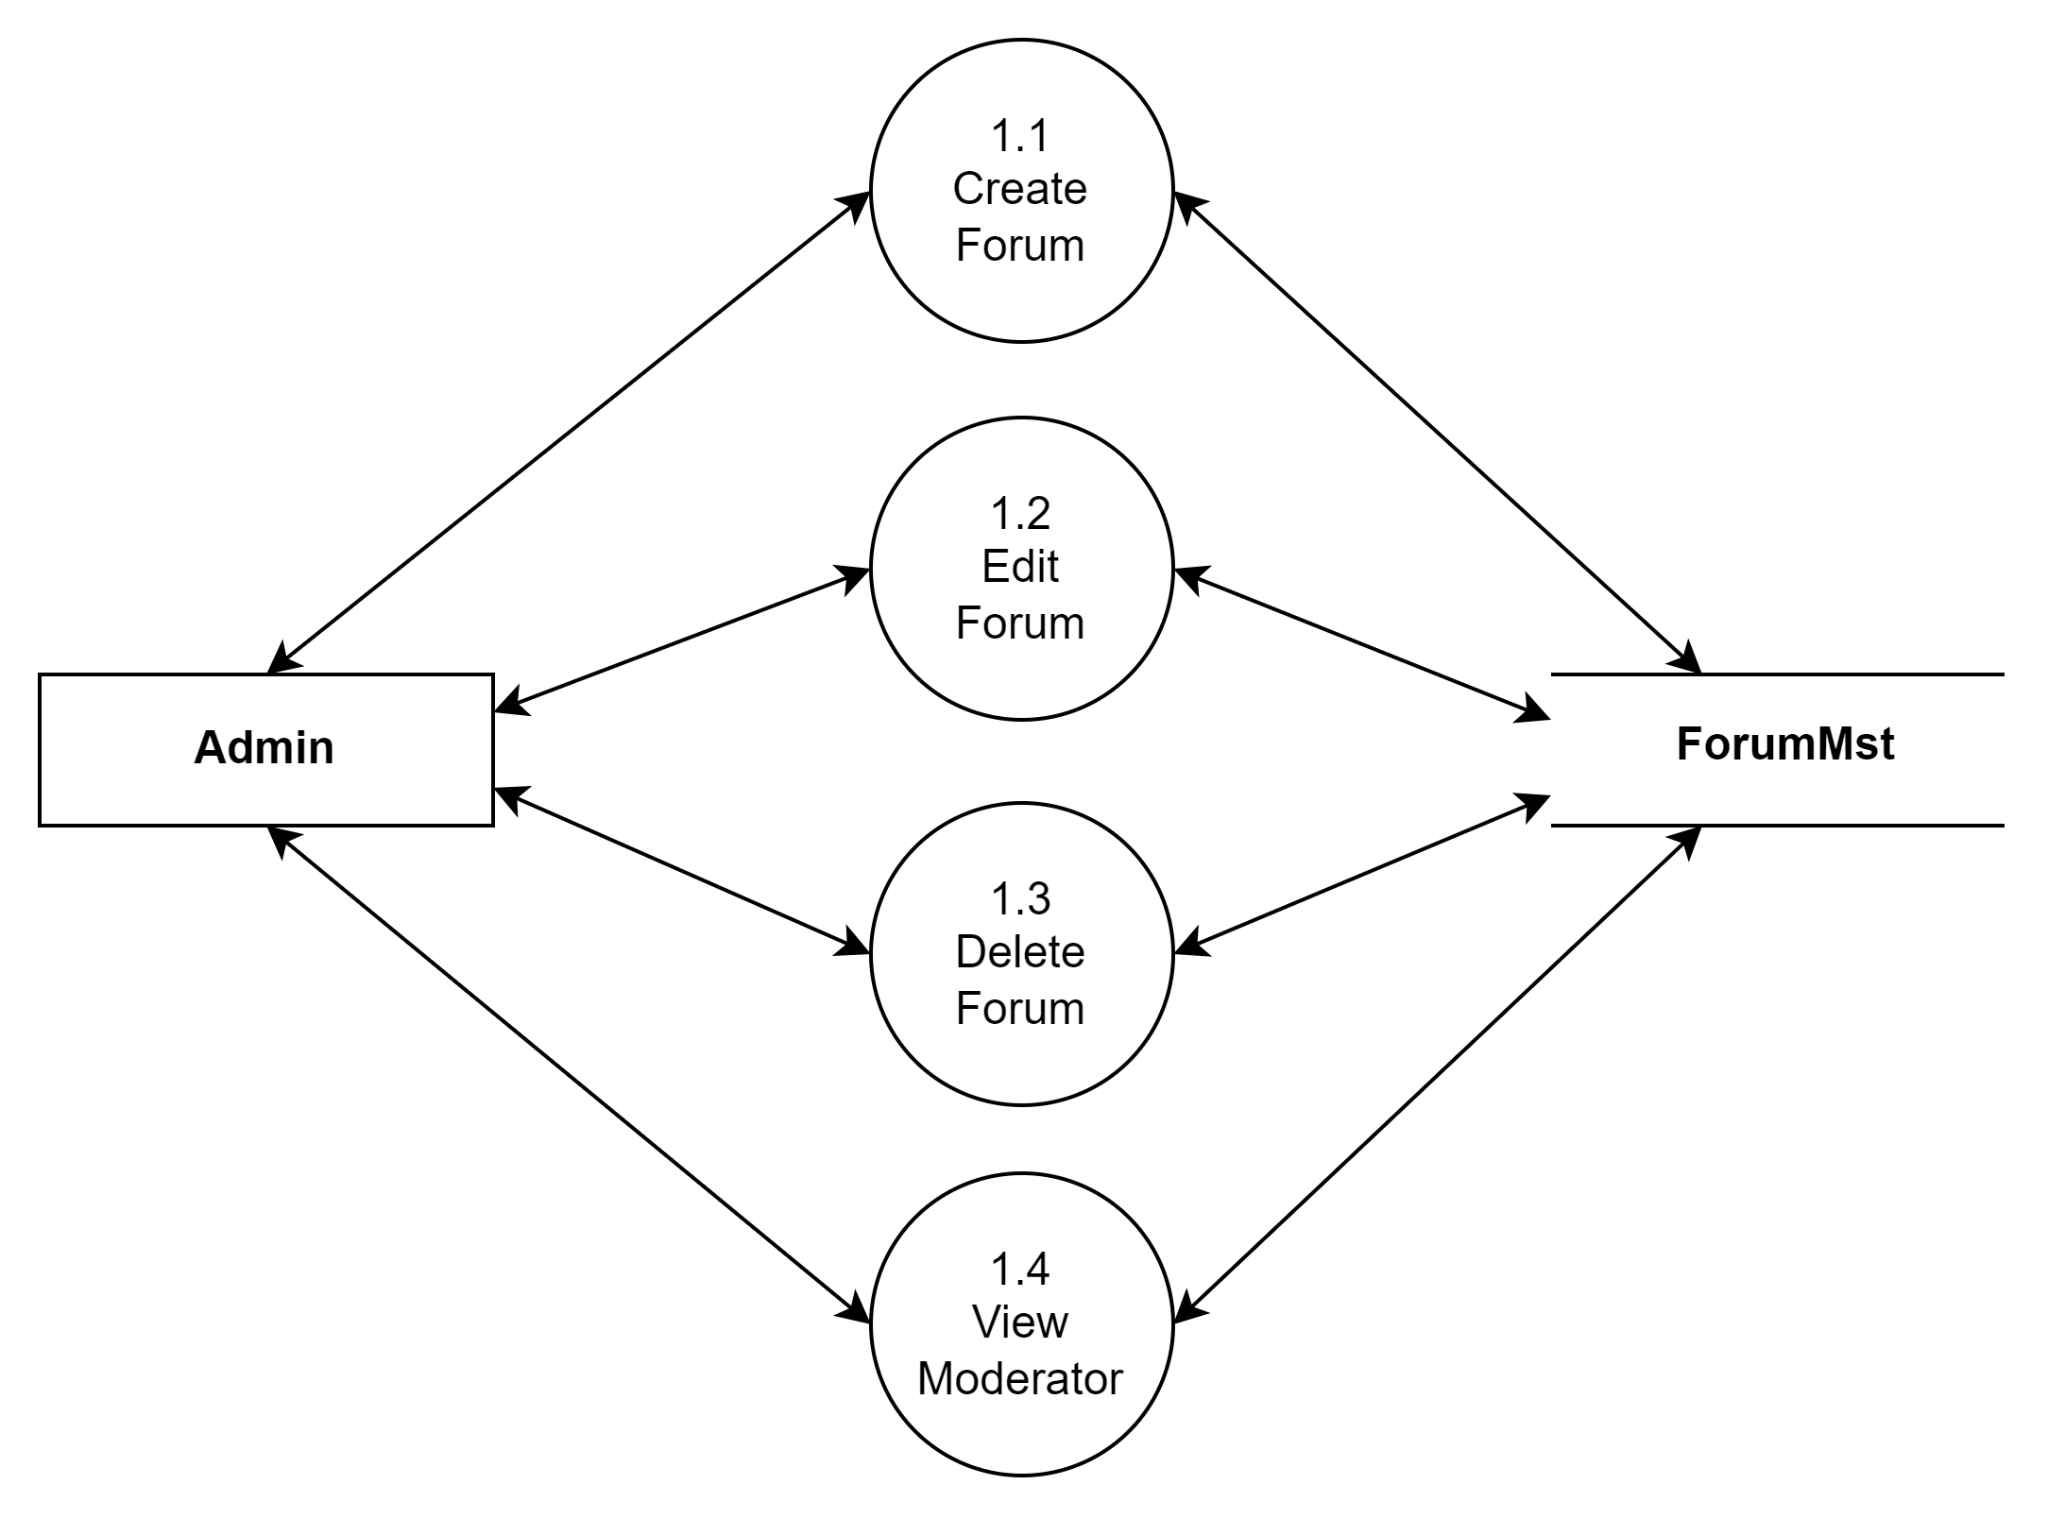 1.1
Create
Forum
1.2
Edit
Forum
Admin
ForumMst
1.3
Delete
Forum
1.4
View
Moderator